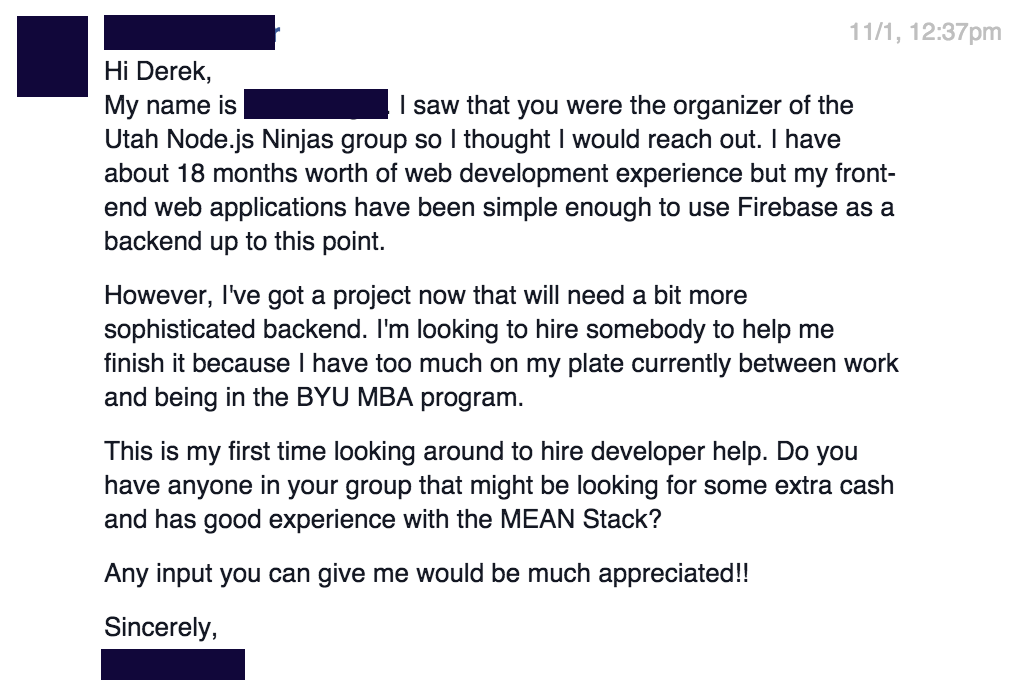 11/1, 12:37pm
Hi Derek,
My name is . I saw that you were the organizer of the
Utah Node.js Ninjas group so I thought I would reach out. I have
about 18 months worth of web development experience but my front-
end web applications have been simple enough to use Firebase as a
backend up to this point.
However, I've got a project now that will need a bit more
sophisticated backend. I'm looking to hire somebody to help me
finish it because I have too much on my plate currently between work
and being in the BYU MBA program.
This is my first time looking around to hire developer help. Do you
have anyone in your group that might be looking for some extra cash
and has good experience with the MEAN Stack?
Any input you can give me would be much appreciated!!
Sincerely,